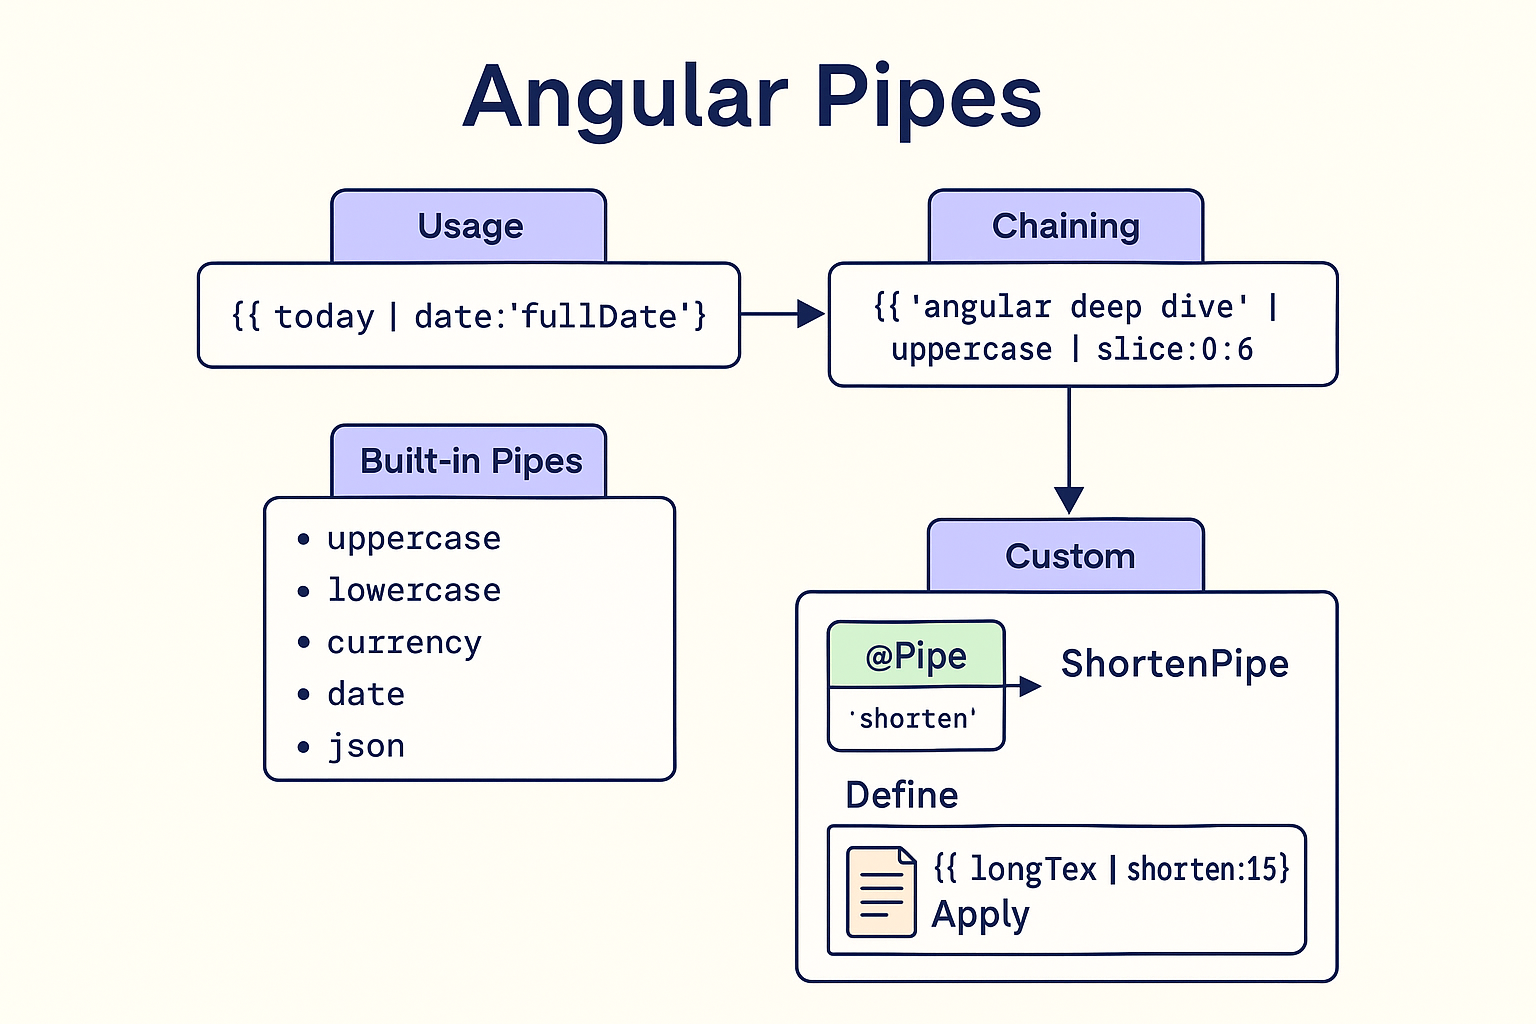 Angular Pipes
Usage
{{ today | date:'fullDate'}
Chaining
{{ 'angular deep dive' |
uppercase | slice:0:6
Built-in Pipes
• uppercase
• lowercase
• currency
• date
• json
Custom
@Pipe
'shorten'
ShortenPipe
Define
{{ longTex | shorten:15}
Apply